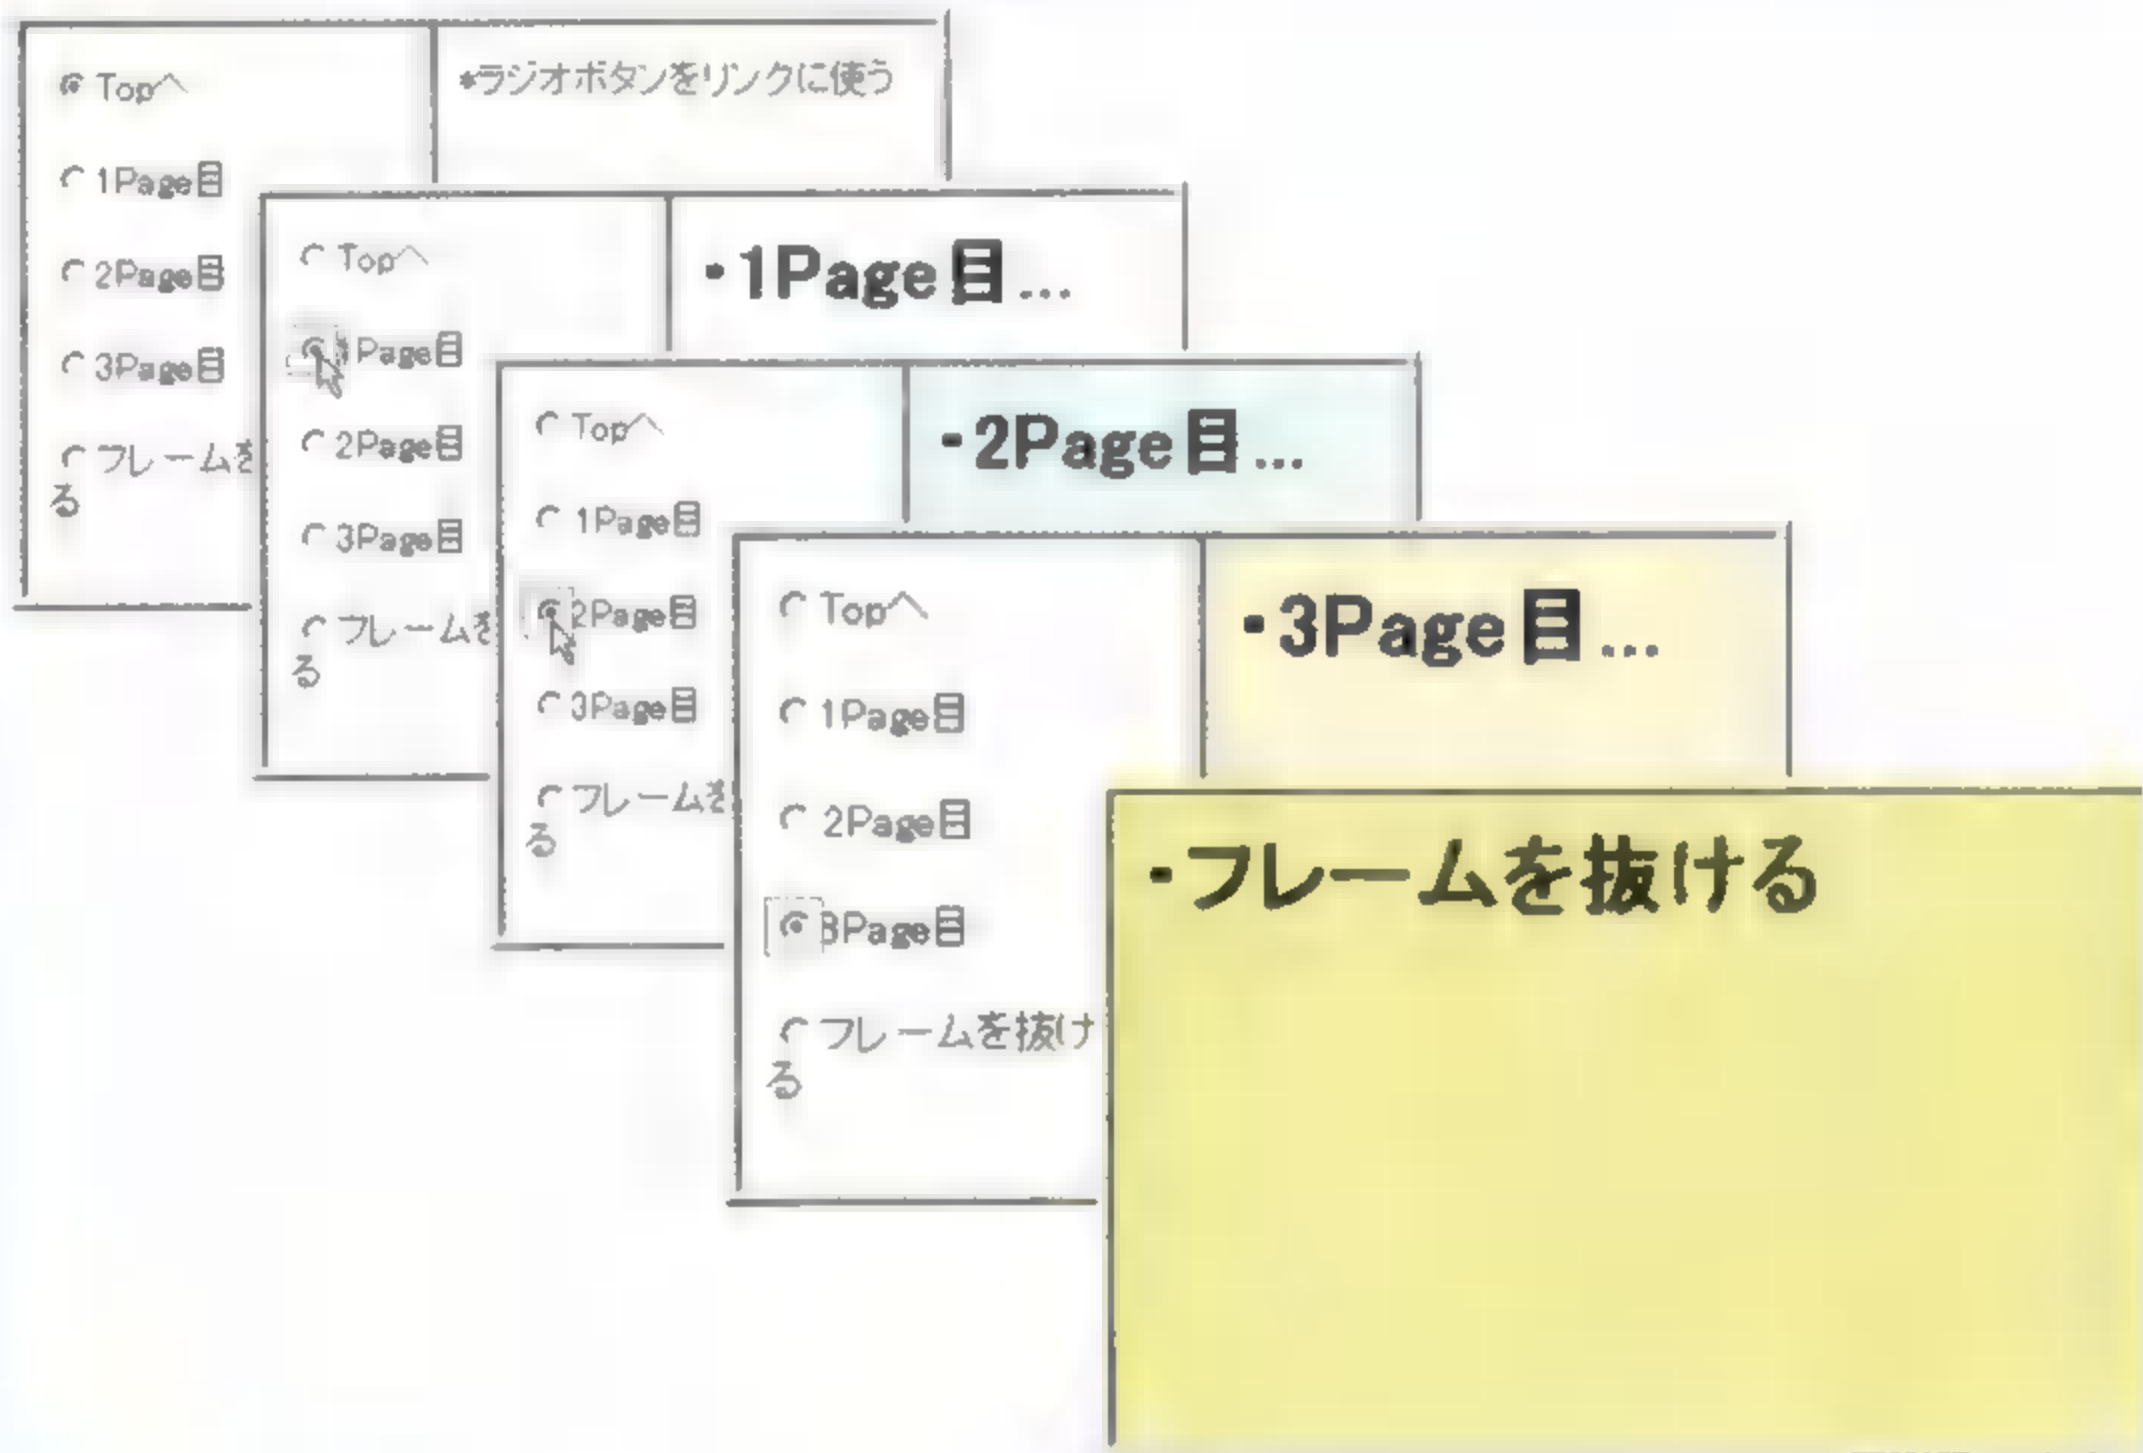 Topへ
1Page目
2Page目
3Page目
フレームを
る
*ラジオボタンをリンクに使う
Topへ
Page目
2Page目
3Page目
フレームを
る
・1Page目...
Topへ
1Page目
2Page目
3Page目
フレームを
る
・2Page目...
Topへ
1Page目
2Page目
3Page目
フレームを抜け
る
・3Page目...
・フレームを抜ける